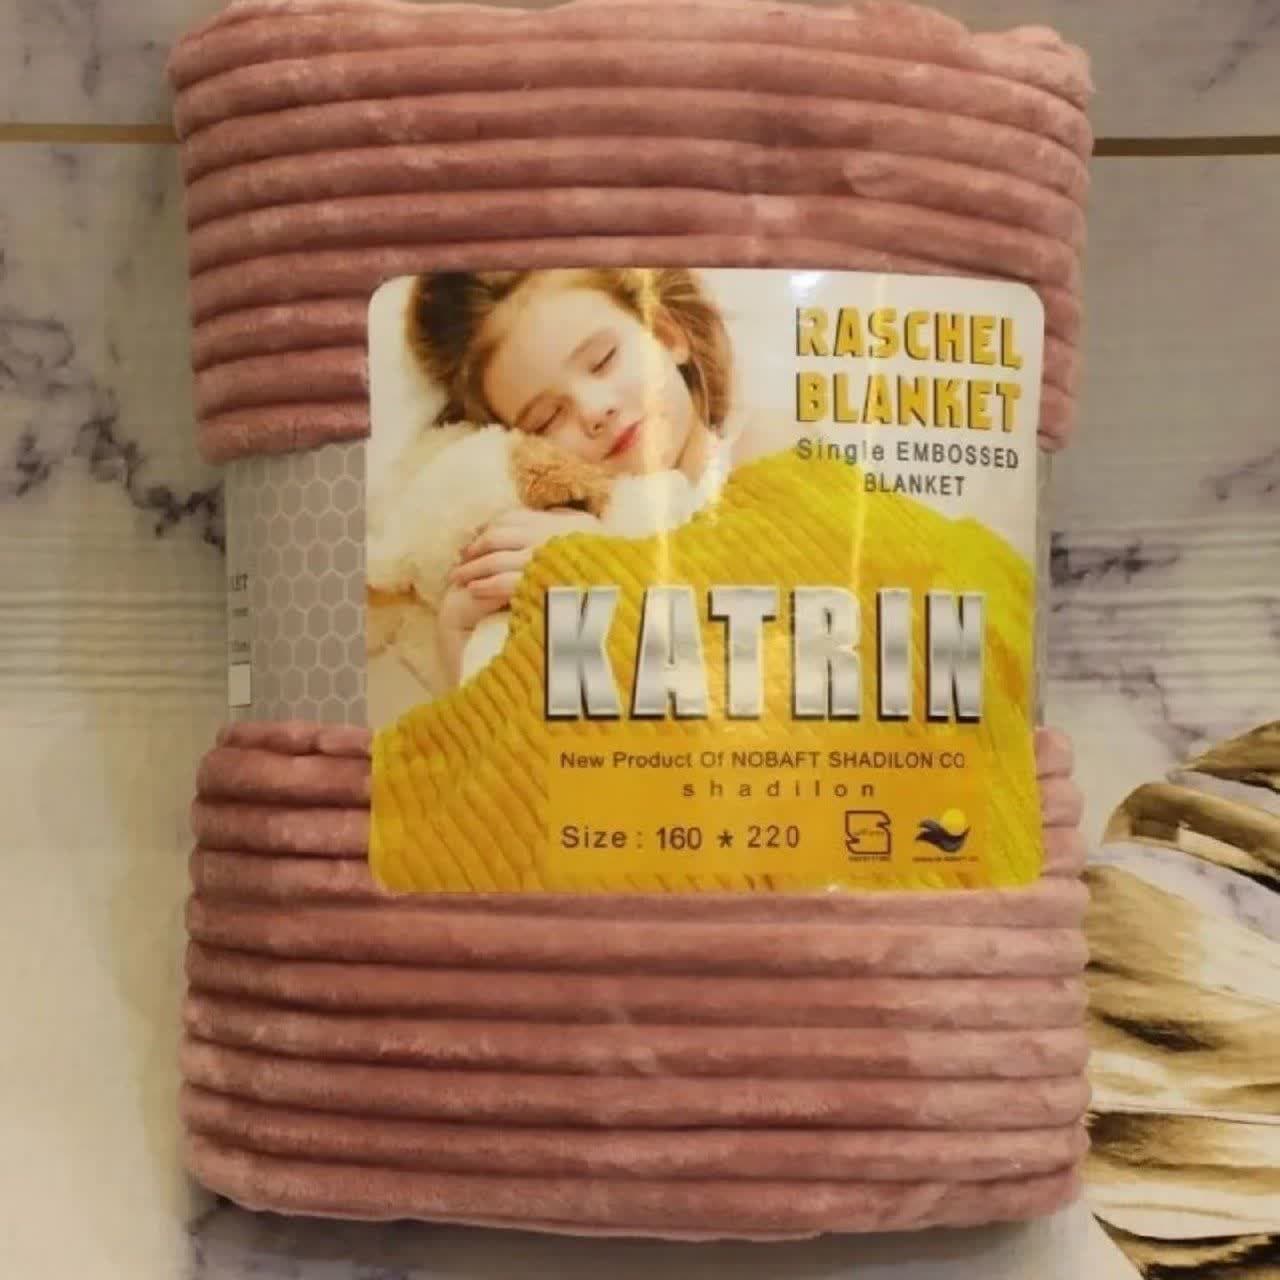 RASCHEL
BLANKET
Single EMBOSSED
BLANKET
KATRIN
New Product Of NOBAFT SHADILON CO.
shadilon
Size : 160 * 220